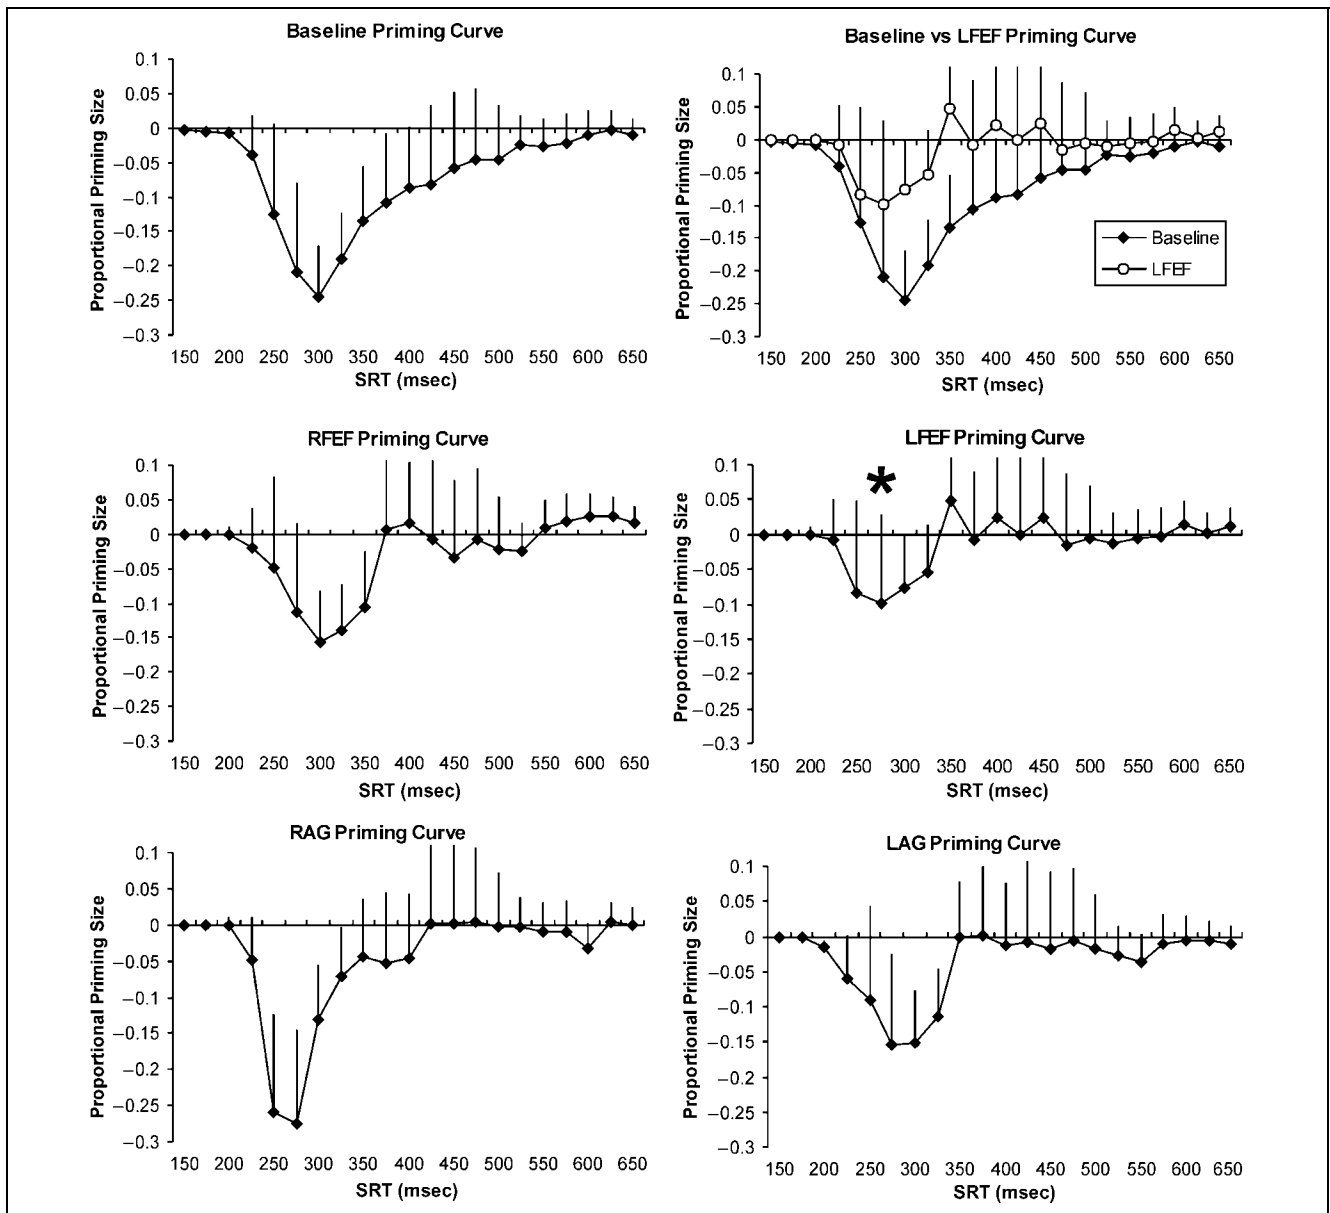 Baseline Priming Curve
Proportional Priming Size
0.1
0.05
0
−0.05
−0.1
−0.15
−0.2
−0.25
−0.3
150 200 250 300 350 400 450 500 550 600 650
SRT (msec)
Baseline vs LFEF Priming Curve
Proportional Priming Size
0.1
0.05
0
−0.05
−0.1
−0.15
−0.2
−0.25
−0.3
Baseline
LFEF
150 200 250 300 350 400 450 500 550 600 650
SRT (msec)
RFEF Priming Curve
Proportional Priming Size
0.1
0.05
0
−0.05
−0.1
−0.15
−0.2
−0.25
−0.3
150 200 250 300 350 400 450 500 550 600 650
SRT (msec)
LFEF Priming Curve
*
Proportional Priming Size
0.1
0.05
0
−0.05
−0.1
−0.15
−0.2
−0.25
−0.3
150 200 250 300 350 400 450 500 550 600 650
SRT (msec)
RAG Priming Curve
Proportional Priming Size
0.1
0.05
0
−0.05
−0.1
−0.15
−0.2
−0.25
−0.3
150 200 250 300 350 400 450 500 550 600 650
SRT (msec)
LAG Priming Curve
Proportional Priming Size
0.1
0.05
0
−0.05
−0.1
−0.15
−0.2
−0.25
−0.3
150 200 250 300 350 400 450 500 550 600 650
SRT (msec)